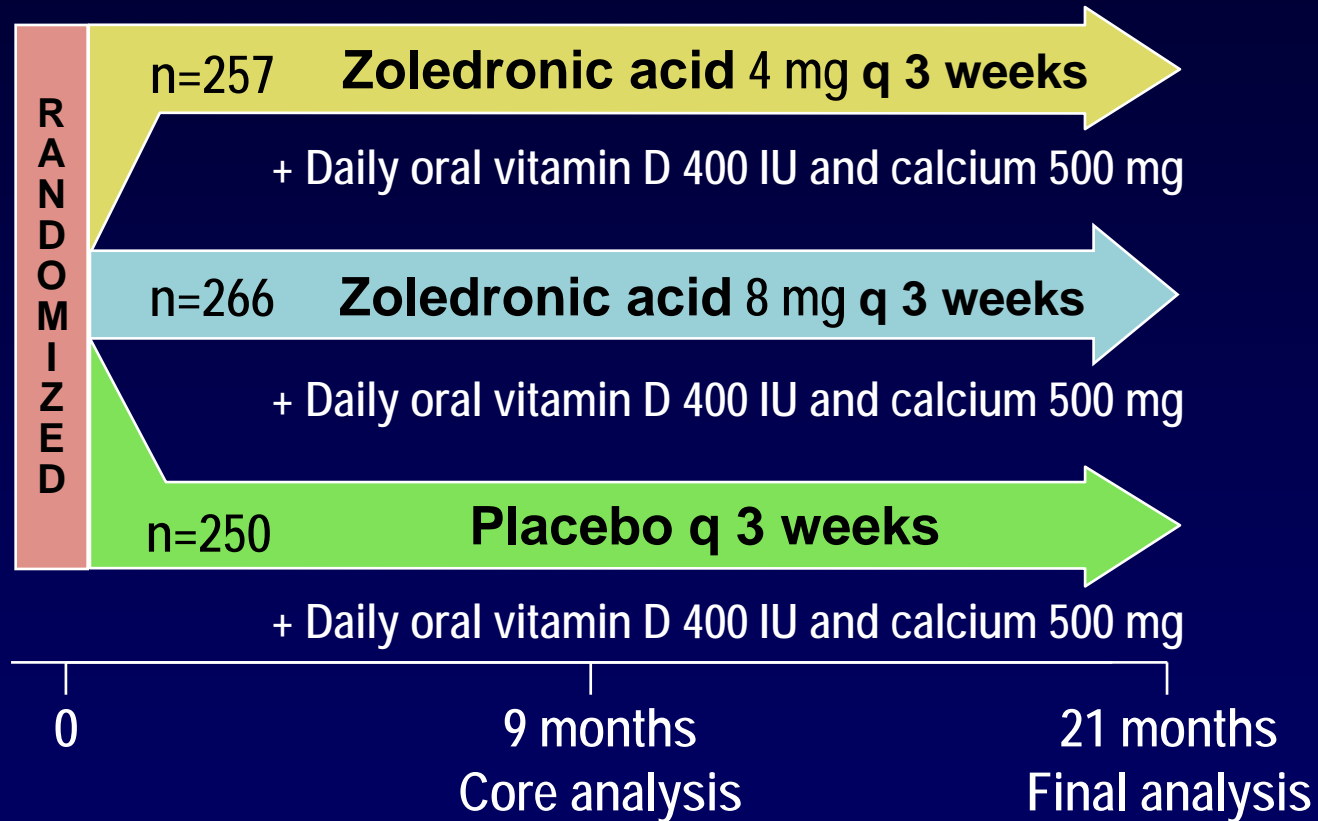 RANDOMIZED
n=257 Zoledronic acid 4 mg q 3 weeks
+ Daily oral vitamin D 400 IU and calcium 500 mg
n=266 Zoledronic acid 8 mg q 3 weeks
+ Daily oral vitamin D 400 IU and calcium 500 mg
n=250 Placebo q 3 weeks
+ Daily oral vitamin D 400 IU and calcium 500 mg
0 9 months 21 months
Core analysis Final analysis